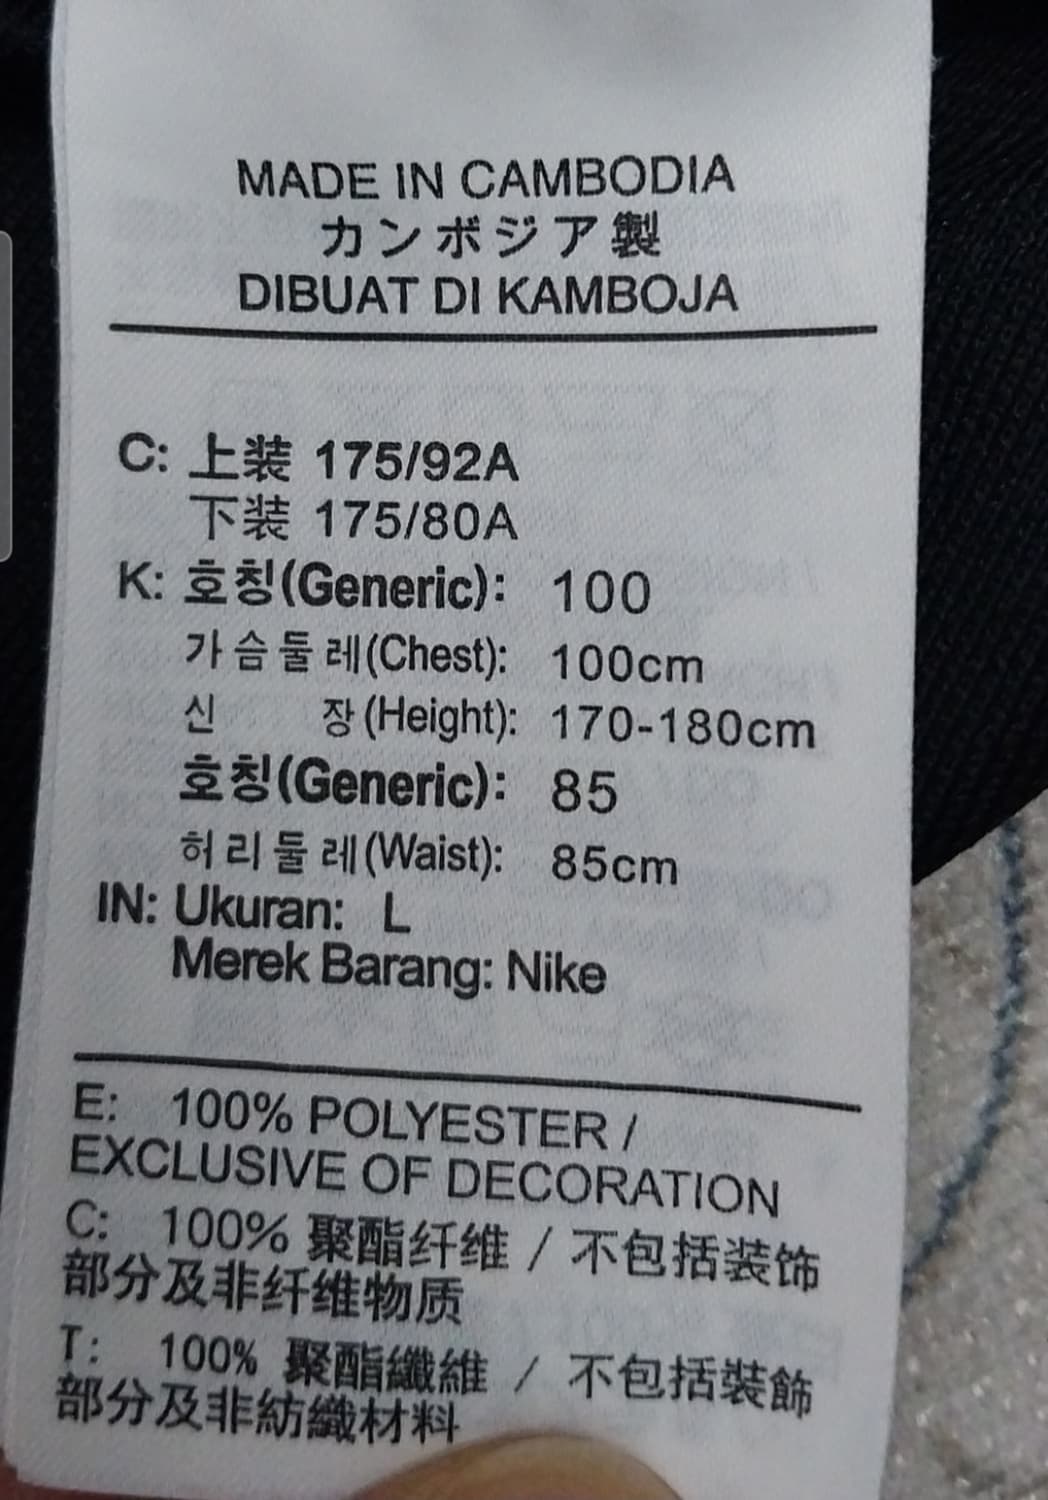 MADE IN CAMBODIA
カンボジア製
DIBUAT DI KAMBOJA
C: 上装 175/92A
下装 175/80A
K: 호칭(Generic): 100
가슴둘레(Chest): 100cm
신 장(Height): 170-180cm
호칭(Generic): 85
허리둘레(Waist): 85cm
IN: Ukuran: L
Merek Barang: Nike
E: 100% POLYESTER /
EXCLUSIVE OF DECORATION
C: 100% 聚酯纤维 / 不包括装饰
部分及非纤维物质
T: 100% 聚酯纖維 / 不包括裝飾
部分及非紡織材料